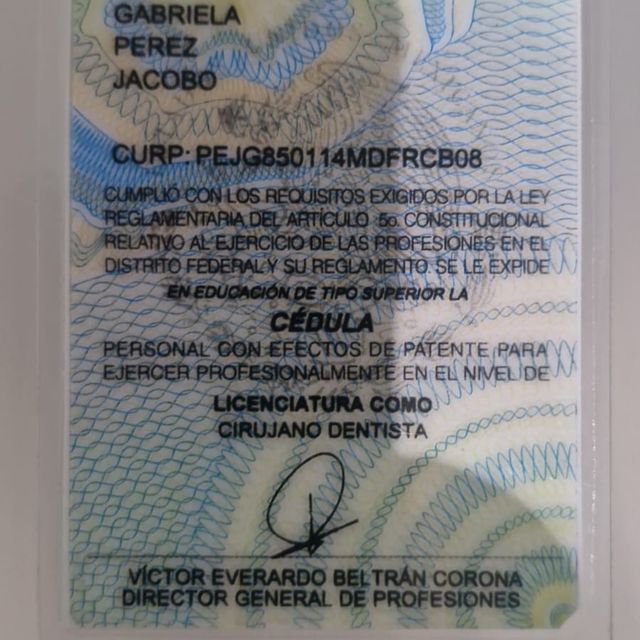 GABRIELA
PEREZ
JACOBO
CURP: PEJG850114MDFRCB08
CUMPLIÓ CON LOS REQUISITOS EXIGIDOS POR LA LEY
REGLAMENTARIA DEL ARTÍCULO 5o CONSTITUCIONAL
RELATIVO AL EJERCICIO DE LAS PROFESIONES EN EL
DISTRITO FEDERAL Y SU REGLAMENTO SE LE EXPIDE
EN EDUCACIÓN DE TIPO SUPERIOR LA
CÉDULA
PERSONAL CON EFECTOS DE PATENTE PARA
EJERCER PROFESIONALMENTE EN EL NIVEL DE
LICENCIATURA COMO
CIRUJANO DENTISTA
VÍCTOR EVERARDO BELTRÁN CORONA
DIRECTOR GENERAL DE PROFESIONES